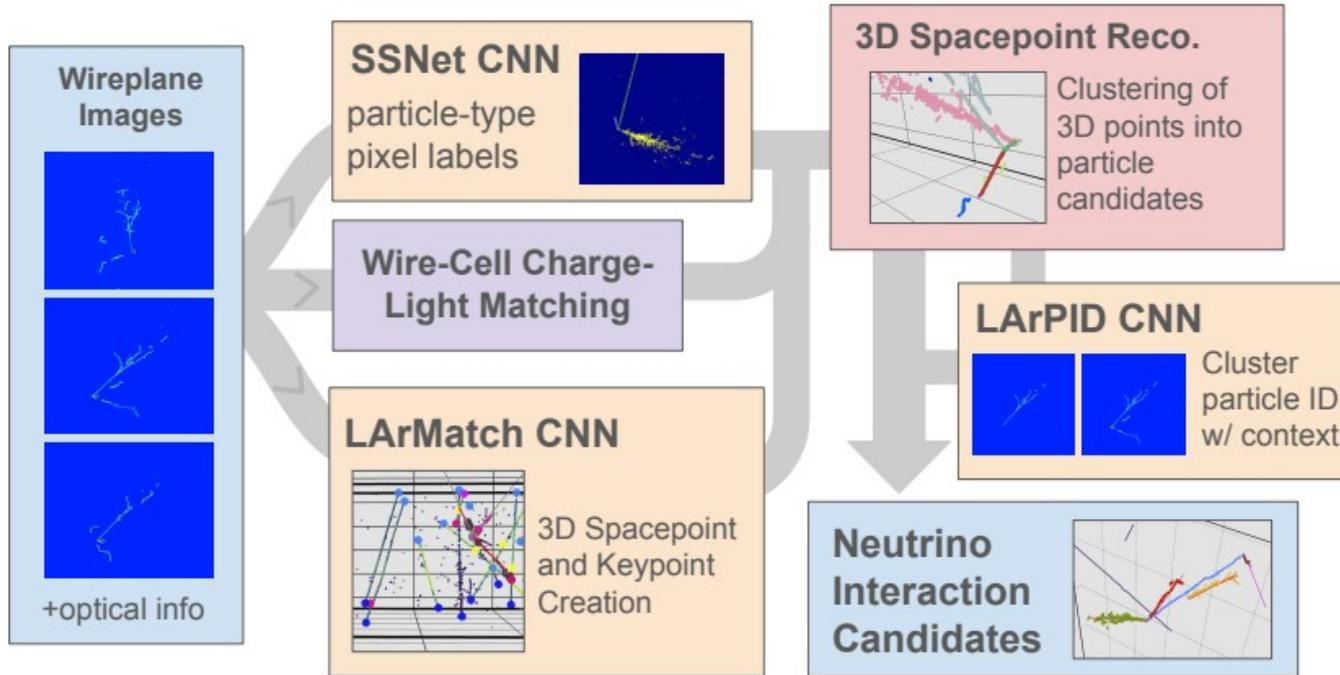 Wireplane
Images
+optical info
SSNet CNN
particle-type
pixel labels
Wire-Cell Charge-
Light Matching
LArMatch CNN
3D Spacepoint
and Keypoint
Creation
3D Spacepoint Reco.
Clustering of
3D points into
particle
candidates
LArPID CNN
Cluster
particle ID
w/ context
Neutrino
Interaction
Candidates